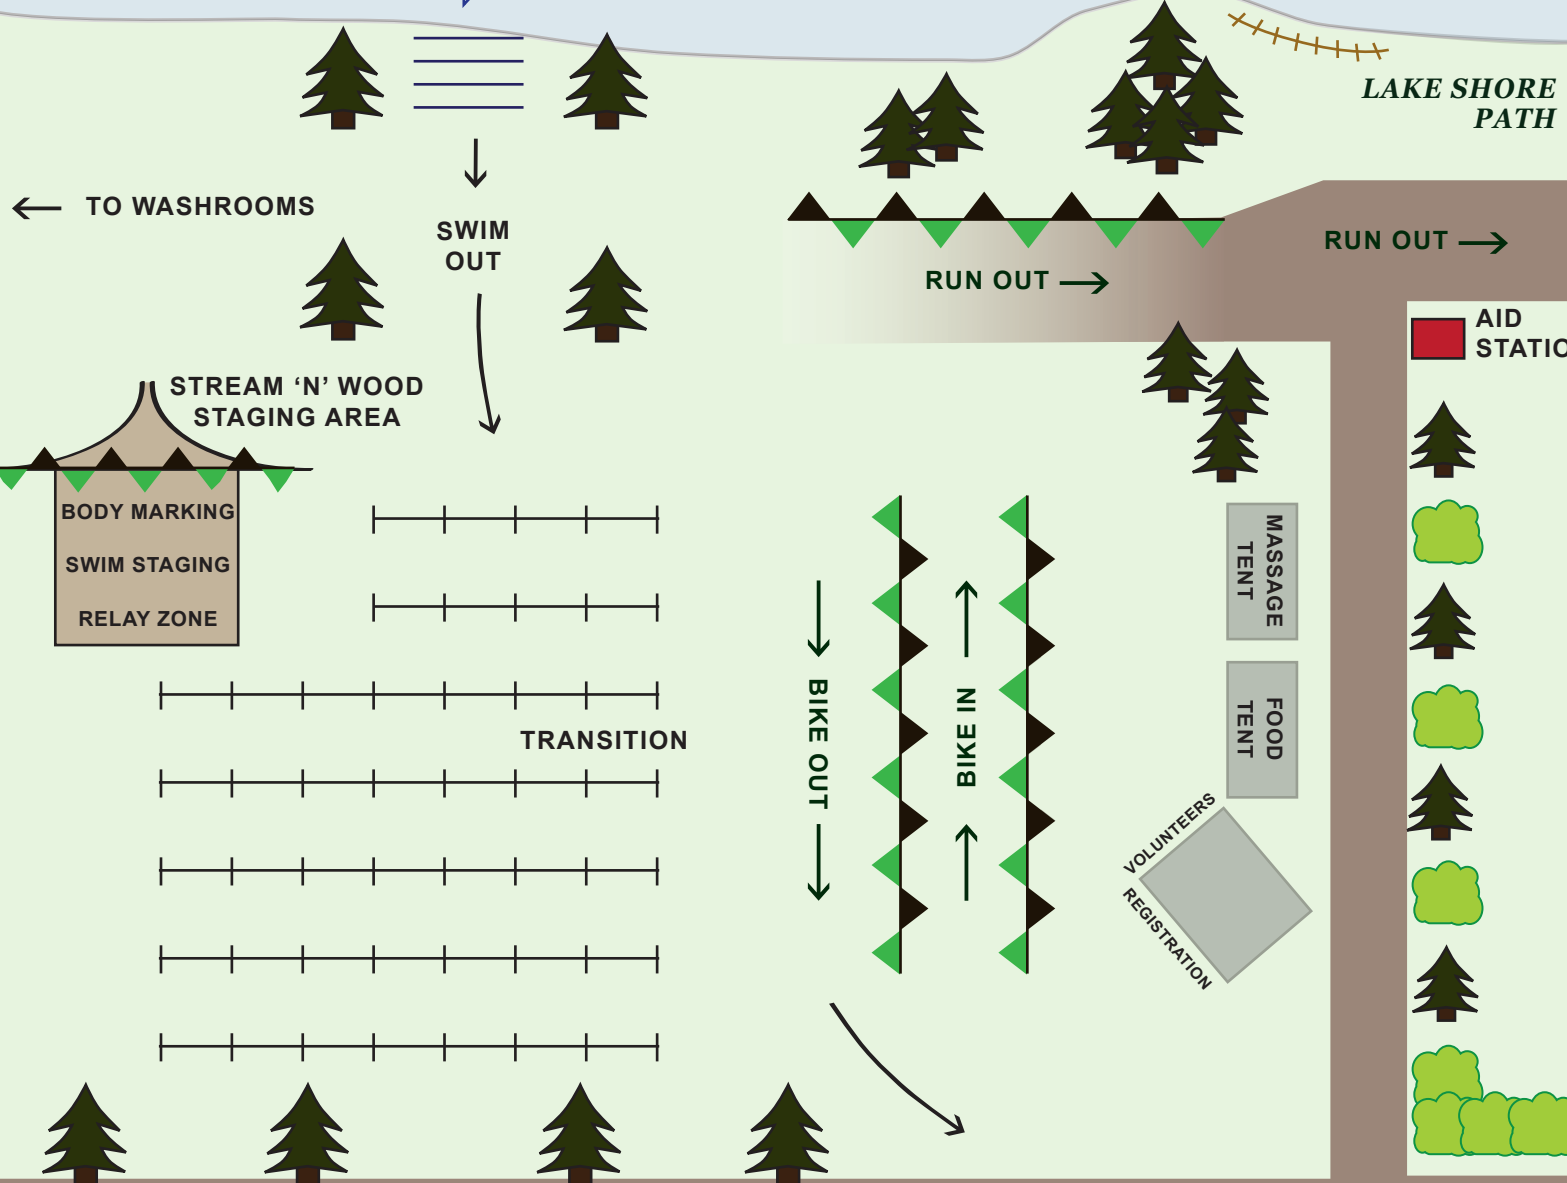 LAKE SHORE
PATH
TO WASHROOMS
SWIM
OUT
RUN OUT
RUN OUT
AID
STATIO
STREAM ‘N’ WOOD
STAGING AREA
BODY MARKING
SWIM STAGING
RELAY ZONE
TRANSITION
BIKE OUT
BIKE IN
MASSAGE
TENT
FOOD
TENT
VOLUNTEERS
REGISTRATION